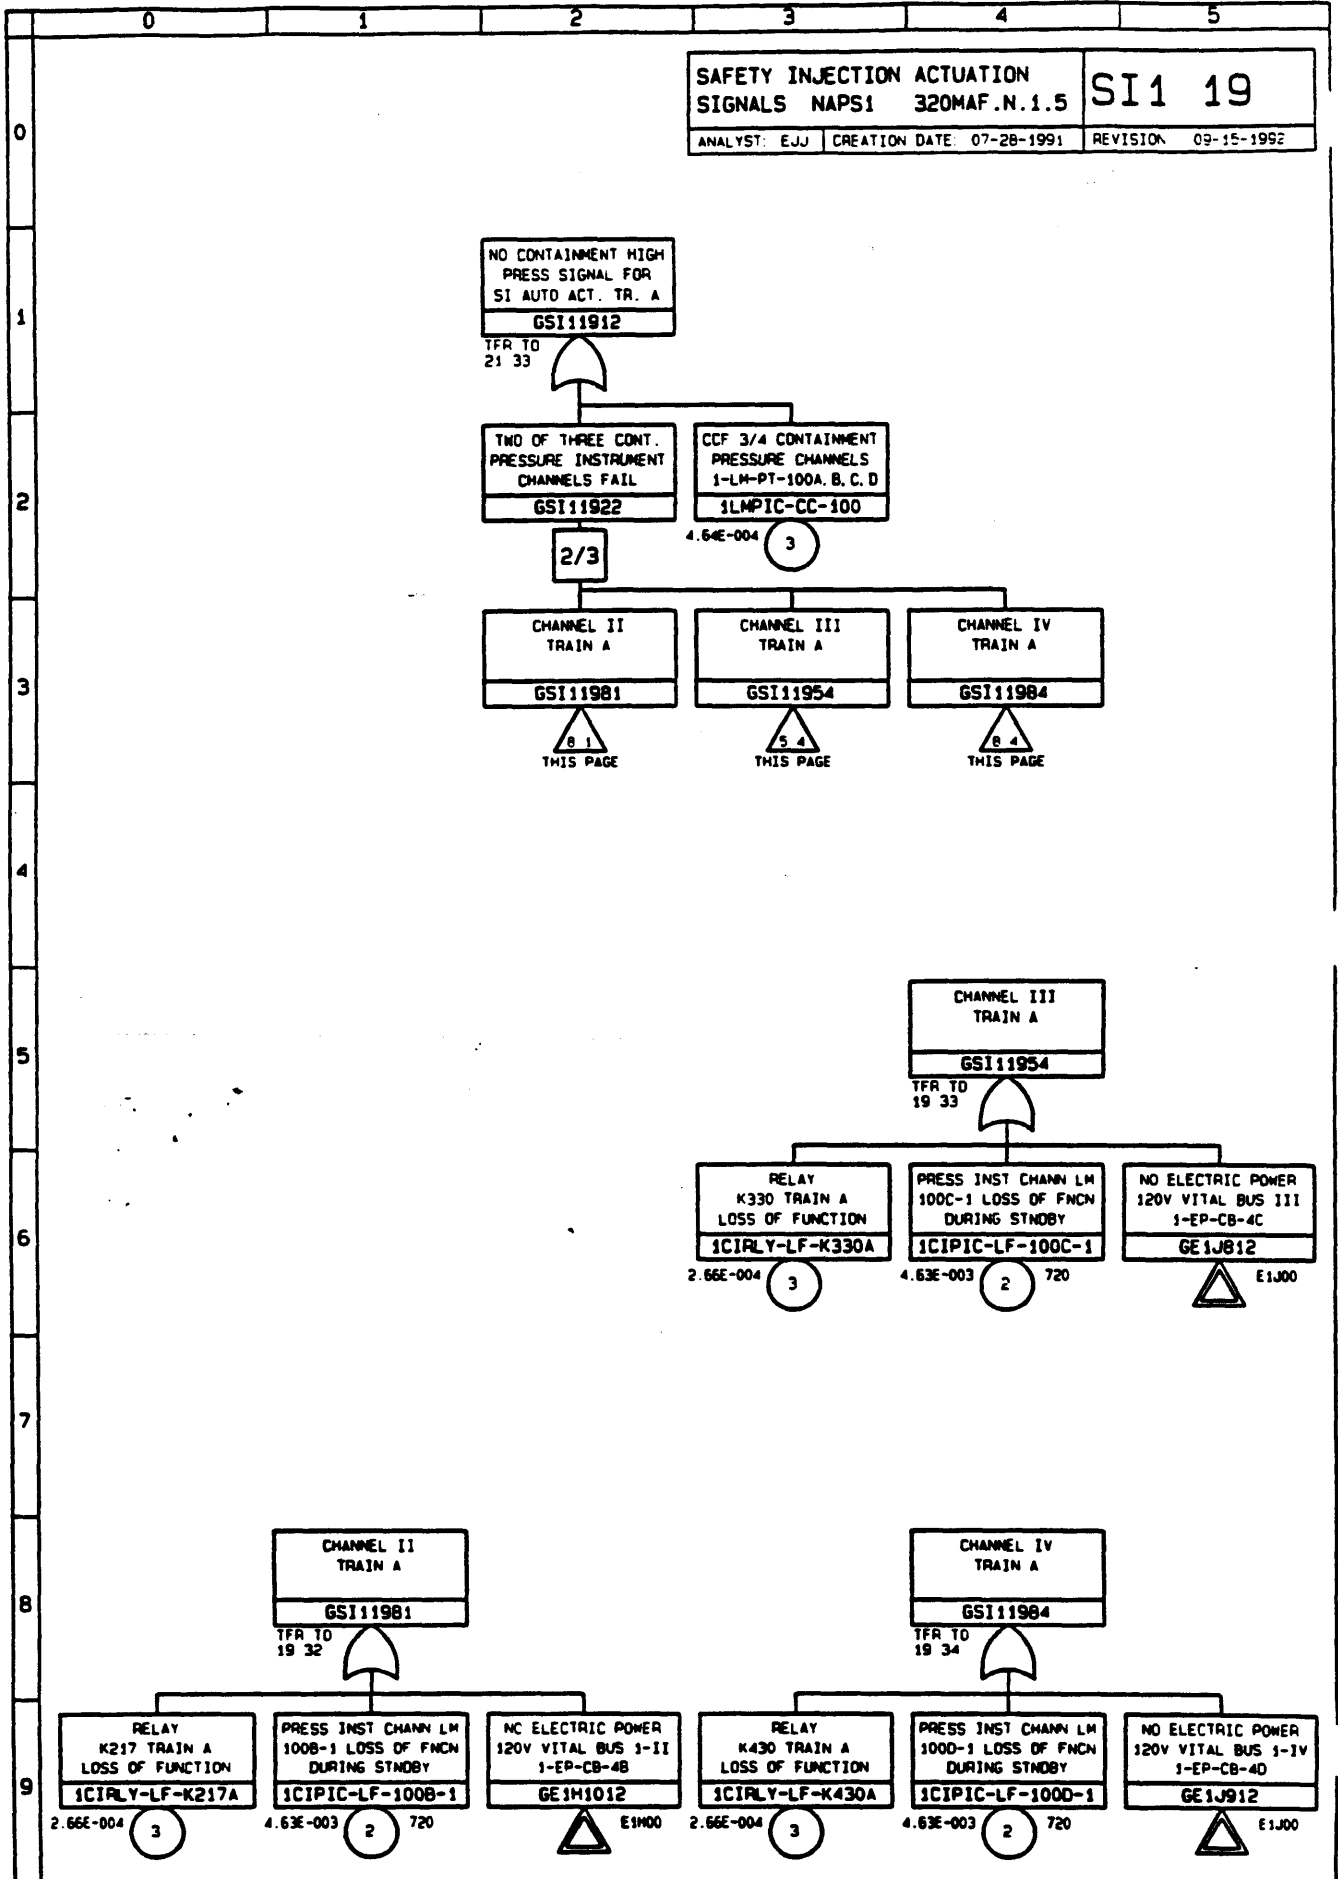 0 1 2 3 4 5
SAFETY INJECTION ACTUATION
SIGNALS NAPS1 320MAF.N.1.5
SI1 19
ANALYST: EJJ
CREATION DATE: 07-28-1991
REVISION 09-15-1992
0
NO CONTAINMENT HIGH
PRESS SIGNAL FOR
SI AUTO ACT. TR. A
GSI11912
TFR TO
21 33
1
TWO OF THREE CONT.
PRESSURE INSTRUMENT
CHANNELS FAIL
GSI11922
2/3
CCF 3/4 CONTAINMENT
PRESSURE CHANNELS
1-LM-PT-100A,B,C,D
1LMPIC-CC-100
4.64E-004
3
2
CHANNEL II
TRAIN A
GSI11981
8 1
THIS PAGE
CHANNEL III
TRAIN A
GSI11954
5 4
THIS PAGE
CHANNEL IV
TRAIN A
GSI11984
8 4
THIS PAGE
3
4
CHANNEL III
TRAIN A
GSI11954
TFR TO
19 33
5
RELAY
K330 TRAIN A
LOSS OF FUNCTION
1CIRLY-LF-K330A
2.66E-004
3
PRESS INST CHANN LM
100C-1 LOSS OF FNCN
DURING STNDBY
1CIPIC-LF-100C-1
4.63E-003
2
720
NO ELECTRIC POWER
120V VITAL BUS III
1-EP-CB-4C
GE1J812
E1J00
6
7
CHANNEL II
TRAIN A
GSI11981
TFR TO
19 32
CHANNEL IV
TRAIN A
GSI11984
TFR TO
19 34
8
RELAY
K217 TRAIN A
LOSS OF FUNCTION
1CIRLY-LF-K217A
2.66E-004
3
PRESS INST CHANN LM
100B-1 LOSS OF FNCN
DURING STNDBY
1CIPIC-LF-100B-1
4.63E-003
2
720
NC ELECTRIC POWER
120V VITAL BUS 1-II
1-EP-CB-4B
GE1H1012
E1H00
RELAY
K430 TRAIN A
LOSS OF FUNCTION
1CIRLY-LF-K430A
2.66E-004
3
PRESS INST CHANN LM
100D-1 LOSS OF FNCN
DURING STNDBY
1CIPIC-LF-100D-1
4.63E-003
2
720
NO ELECTRIC POWER
120V VITAL BUS 1-IV
1-EP-CB-4D
GE1J912
E1J00
9